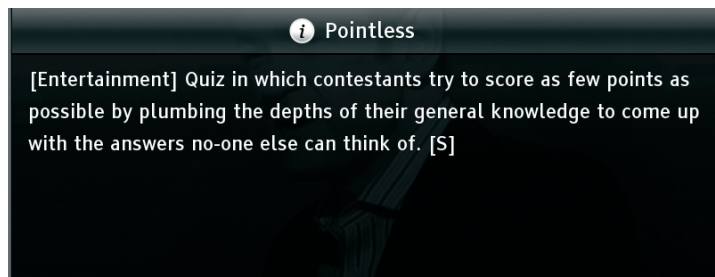 i Pointless
[Entertainment] Quiz in which contestants try to score as few points as
possible by plumbing the depths of their general knowledge to come up
with the answers no-one else can think of. [S]